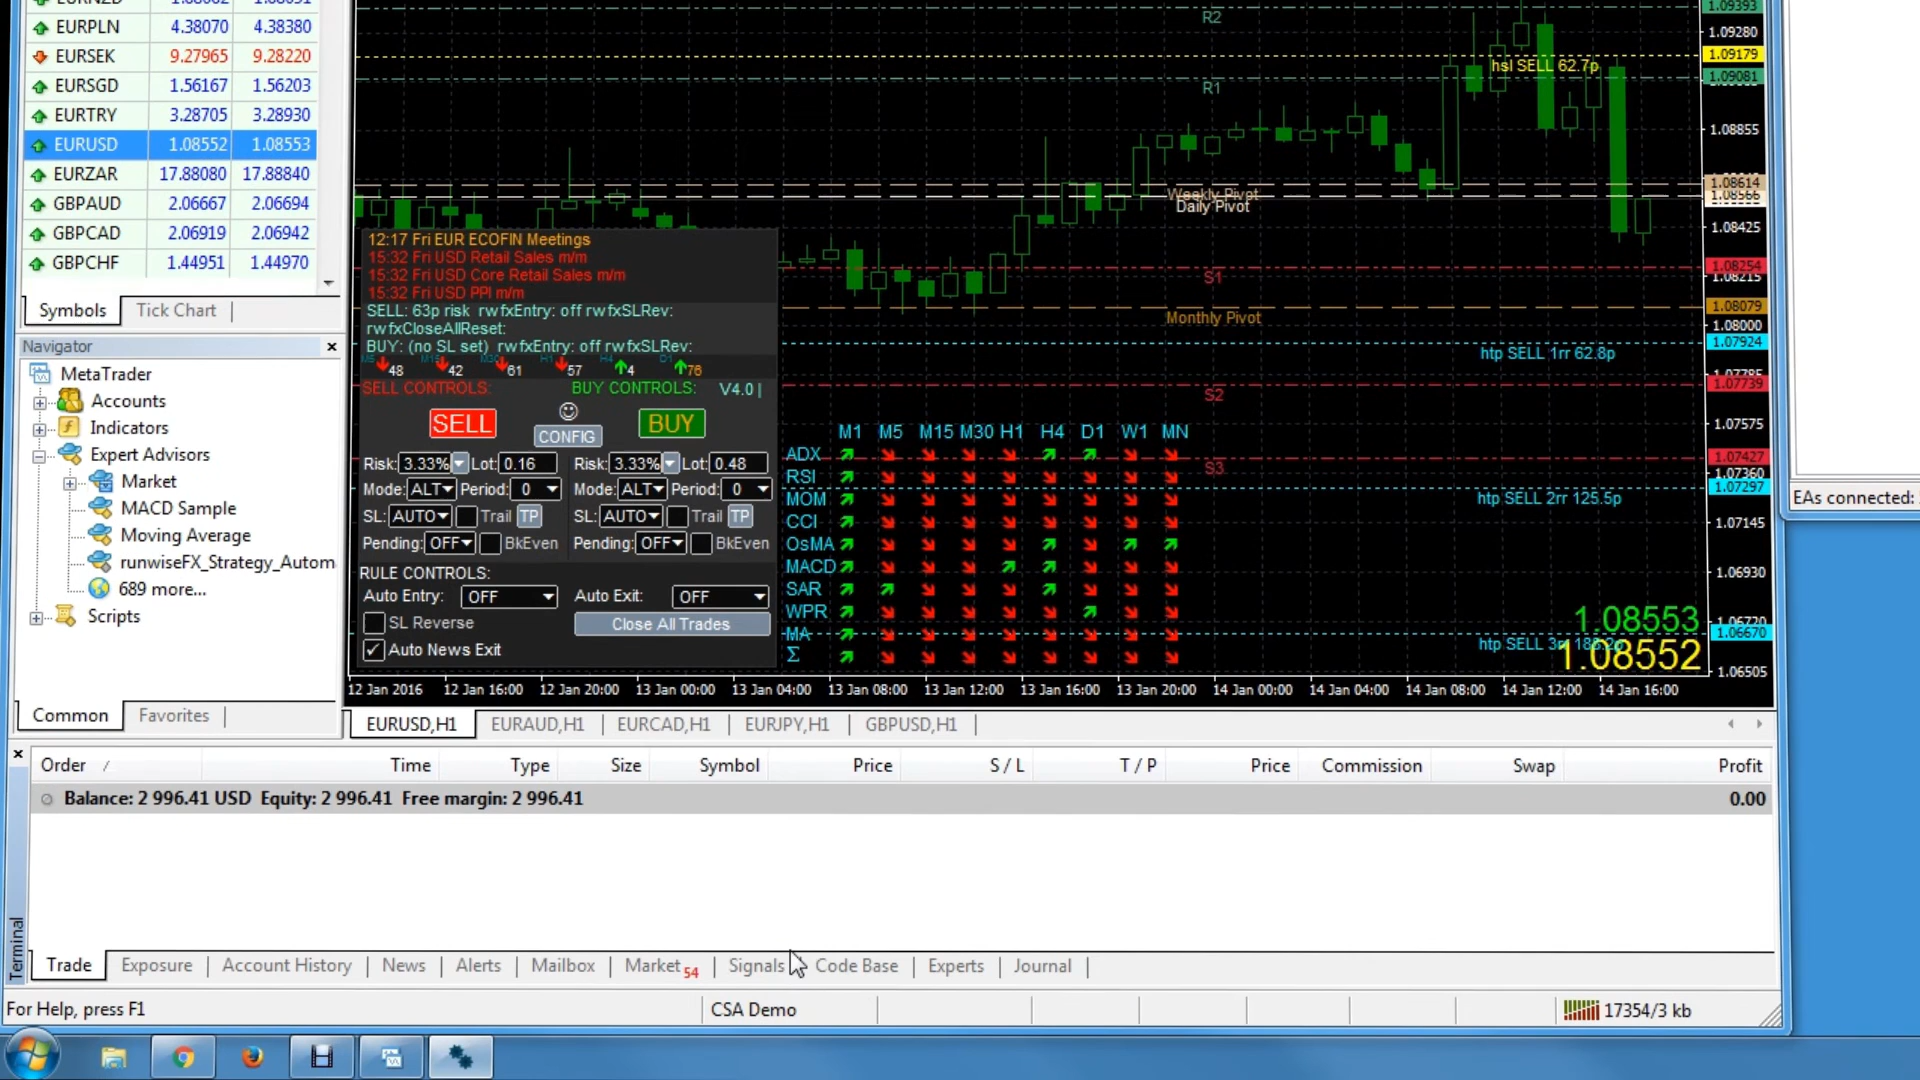 EURPLN 4.38070 4.38380
EURSEK 9.27965 9.28220
EURSGD 1.56167 1.56203
EURTRY 3.28705 3.28930
EURUSD 1.08552 1.08553
EURZAR 17.88080 17.88840
GBPAUD 2.06667 2.06694
GBPCAD 2.06919 2.06942
GBPCHF 1.44951 1.44970
Symbols Tick Chart
Navigator
MetaTrader
Accounts
Indicators
Expert Advisors
Market
MACD Sample
Moving Average
runwiseFX_Strategy_Autom
689 more...
Scripts
Common Favorites
R2
hsl SELL 62.7p
R1
Weekly Pivot
Daily Pivot
S1
Monthly Pivot
htp SELL 1rr 62.8p
S2
S3
htp SELL 2rr 125.5p
1.08553
1.08552
1.09393
1.09280
1.09179
1.09081
1.08855
1.08614
1.08566
1.08425
1.08254
1.08215
1.08079
1.08000
1.07924
1.07785
1.07739
1.07575
1.07427
1.07360
1.07297
1.07145
1.06930
1.06720
1.06670
1.06505
12:17 Fri EUR ECOFIN Meetings
15:32 Fri USD Retail Sales m/m
15:32 Fri USD Core Retail Sales m/m
15:32 Fri USD PPI m/m
SELL: 63p risk rwfxEntry: off rwfxSLRev:
rwfxCloseAllReset:
BUY: (no SL set) rwfxEntry: off rwfxSLRev:
M5 M15 M30 H1 H4 D1
48 42 61 57 4 76
SELL CONTROLS: BUY CONTROLS: V4.0 |
SELL CONFIG BUY
Risk: 3.33% Lot: 0.16 Risk: 3.33% Lot: 0.48
Mode: ALT Period: 0 Mode: ALT Period: 0
SL: AUTO Trail TP SL: AUTO Trail TP
Pending: OFF BkEven Pending: OFF BkEven
RULE CONTROLS:
Auto Entry: OFF Auto Exit: OFF
SL Reverse Close All Trades
Auto News Exit
M1 M5 M15 M30 H1 H4 D1 W1 MN
ADX
RSI
MOM
CCI
OsMA
MACD
SAR
WPR
MA
Σ
12 Jan 2016 12 Jan 16:00 12 Jan 20:00 13 Jan 00:00 13 Jan 04:00 13 Jan 08:00 13 Jan 12:00 13 Jan 16:00 13 Jan 20:00 14 Jan 00:00 14 Jan 04:00 14 Jan 08:00 14 Jan 12:00 14 Jan 16:00
EURUSD,H1 EURAUD,H1 EURCAD,H1 EURJPY,H1 GBPUSD,H1
EAs connected:
Order / Time Type Size Symbol Price S / L T / P Price Commission Swap Profit
Balance: 2 996.41 USD Equity: 2 996.41 Free margin: 2 996.41 0.00
Terminal
Trade Exposure Account History News Alerts Mailbox Market 54 Signals Code Base Experts Journal
For Help, press F1 CSA Demo 17354/3 kb